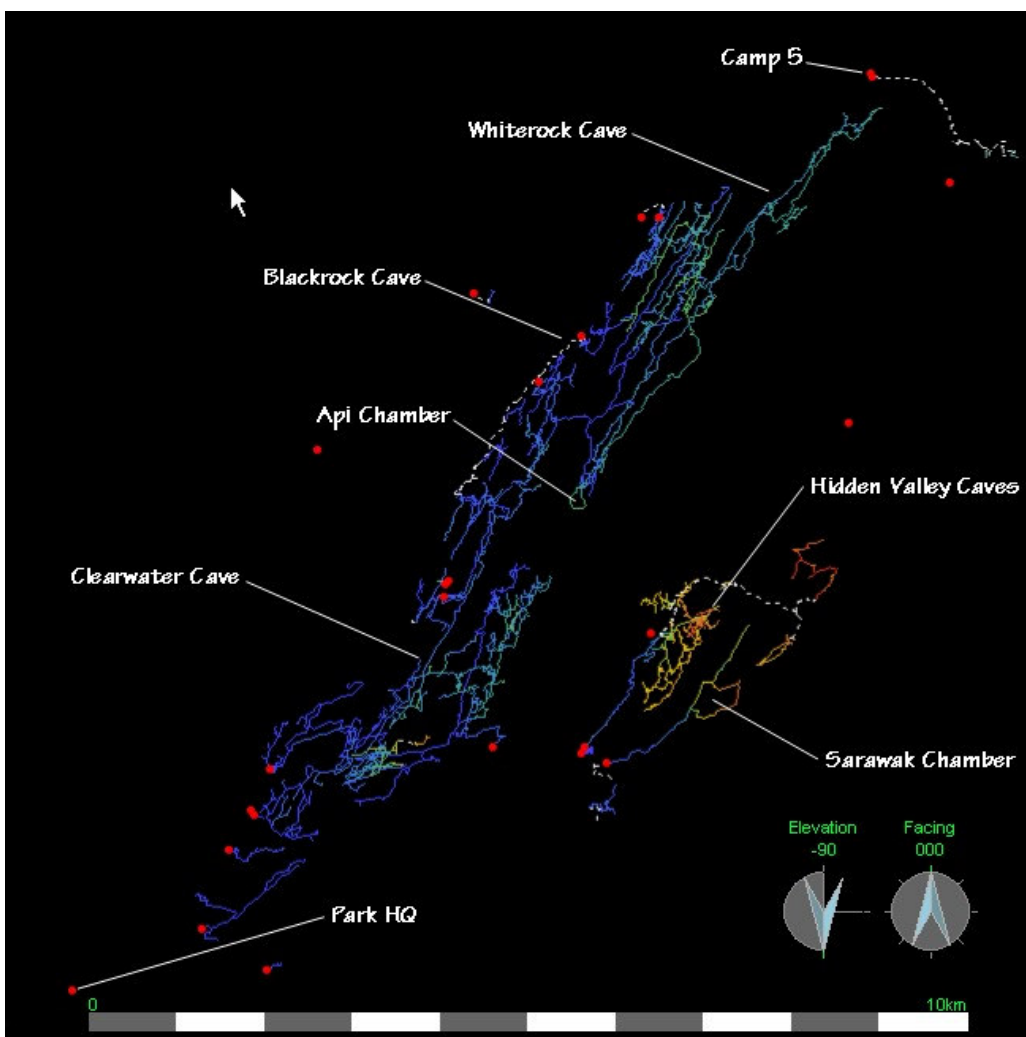 Camp 5
Whiterock Cave
Blackrock Cave
Api Chamber
Hidden Valley Caves
Clearwater Cave
Sarawak Chamber
Elevation Facing
-90 000
Park HQ
0 10km